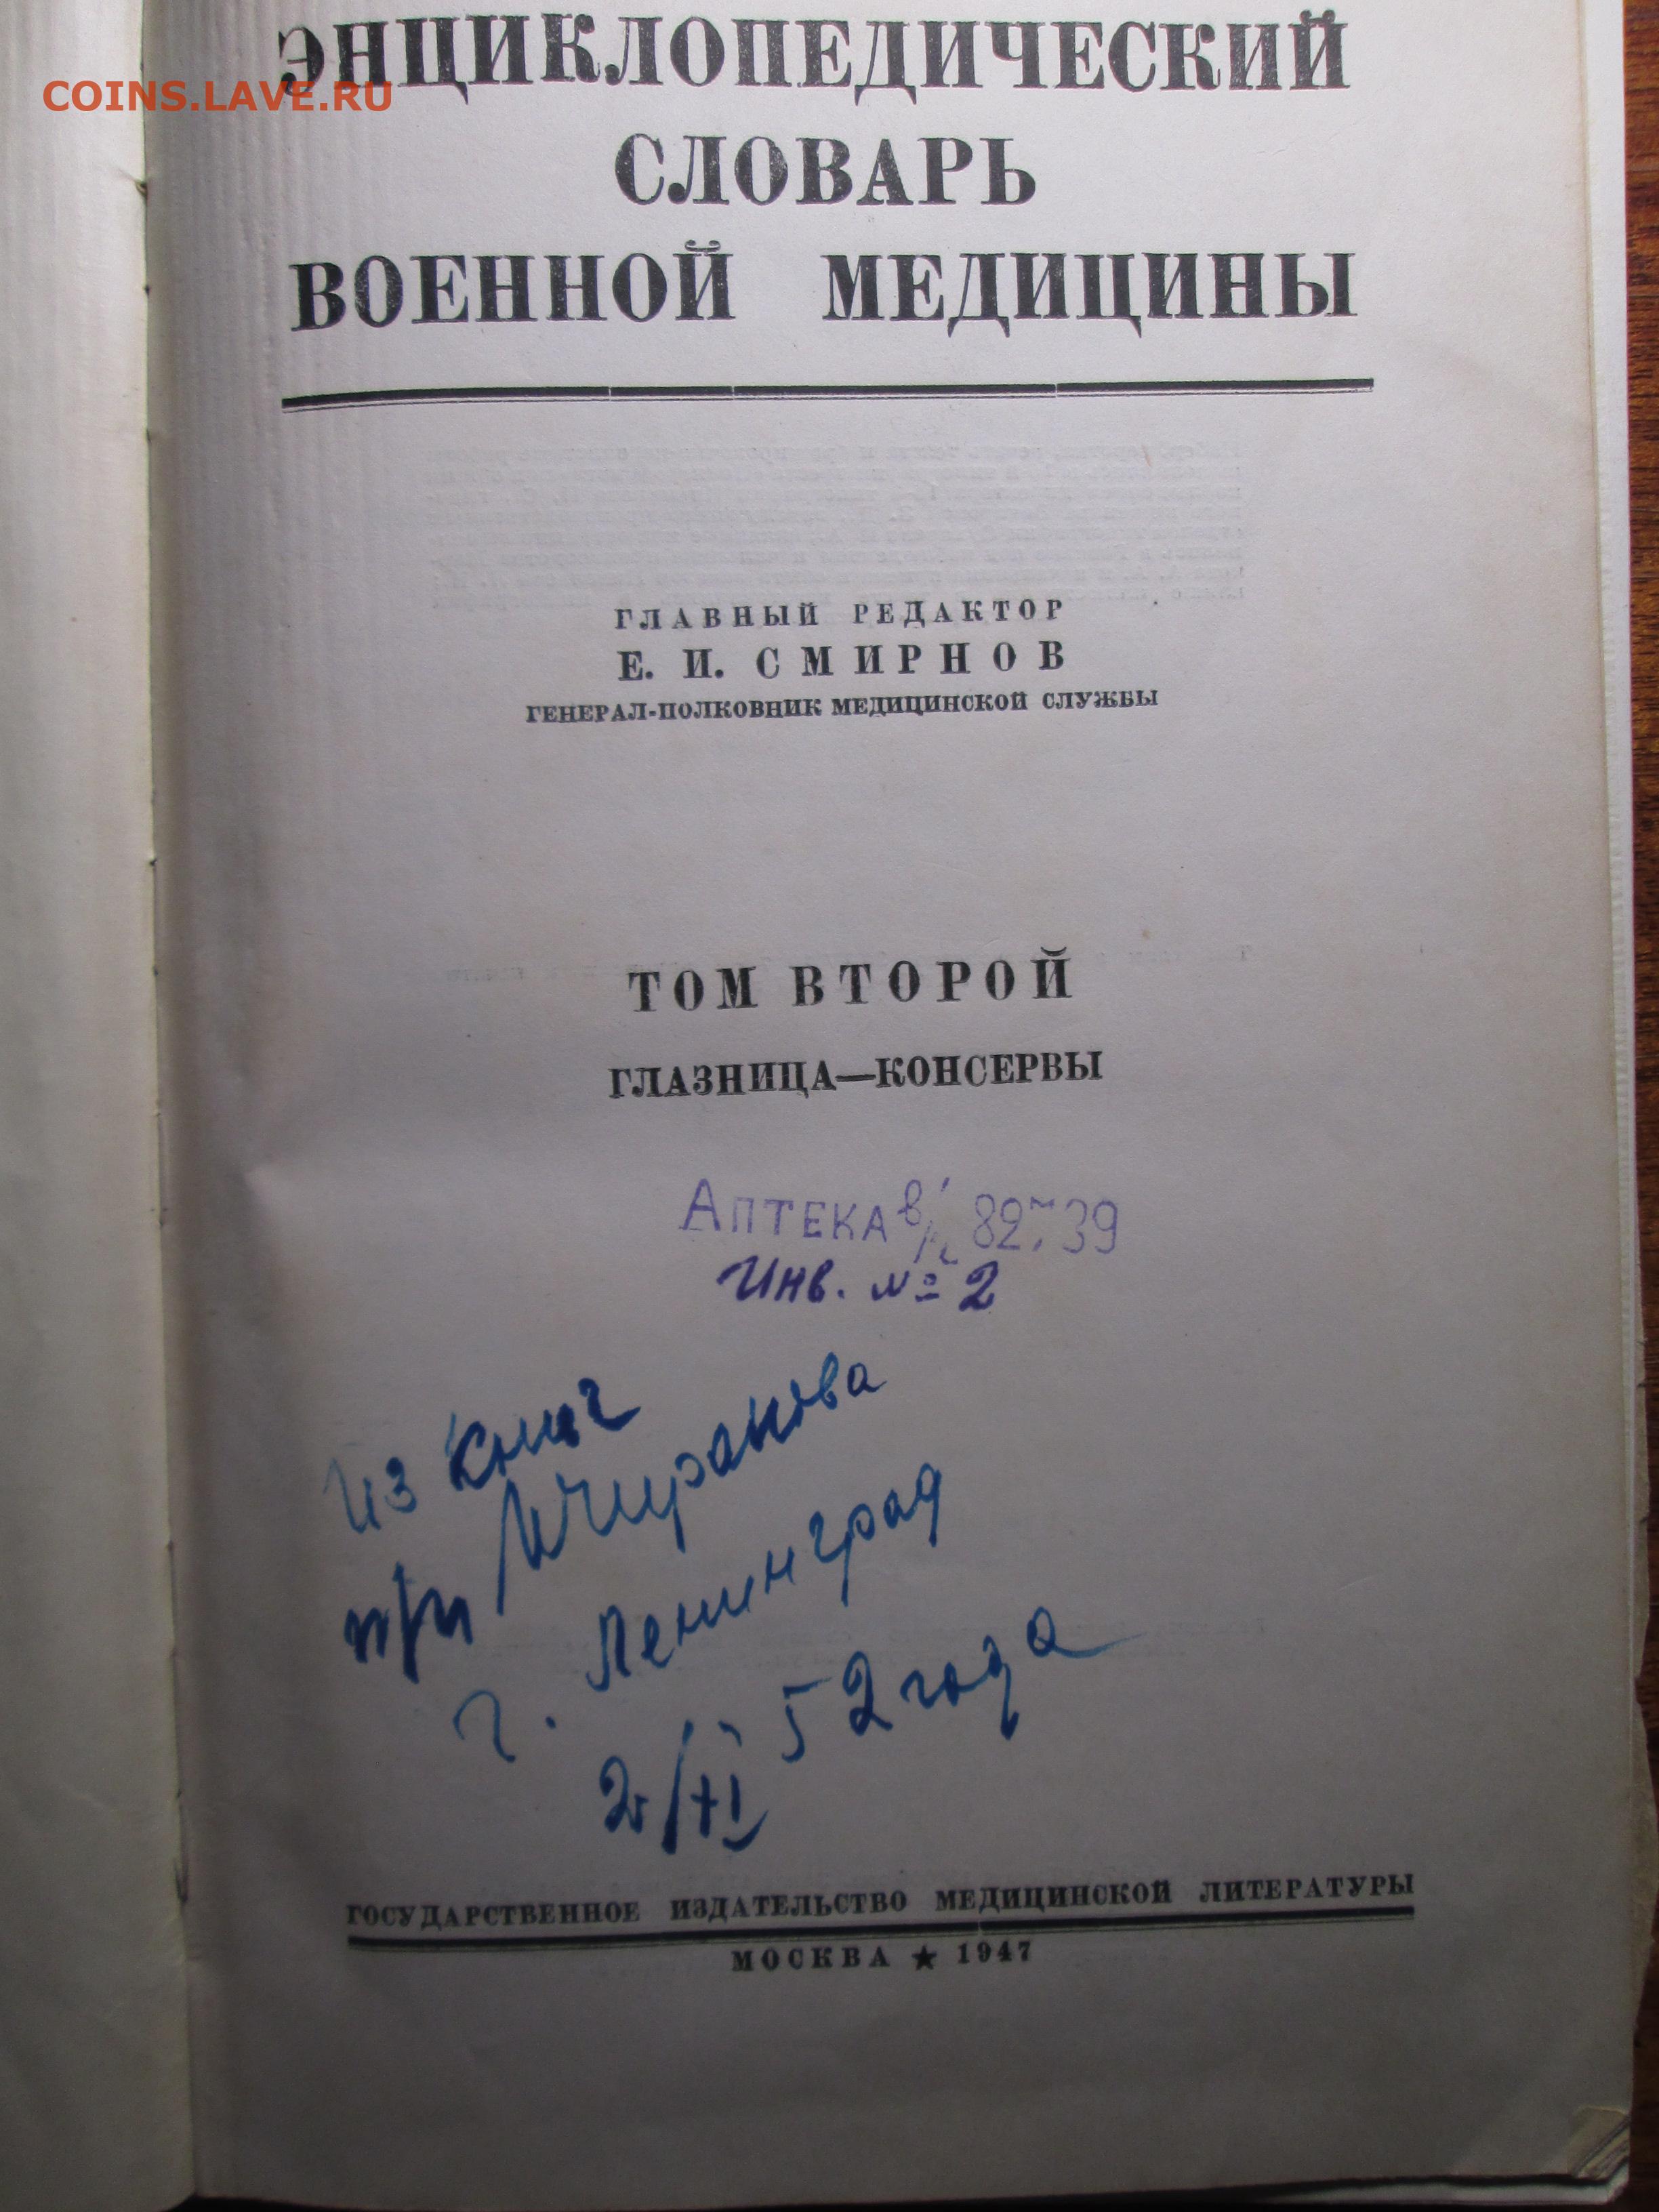 ЭНЦИКЛОПЕДИЧЕСКИЙ
COINS.LAVE.RU
СЛОВАРЬ
ВОЕННОЙ МЕДИЦИНЫ
ГЛАВНЫЙ РЕДАКТОР
Е. И. СМИРНОВ
ГЕНЕРАЛ-ПОЛКОВНИК МЕДИЦИНСКОЙ СЛУЖБЫ
ТОМ ВТОРОЙ
ГЛАЗНИЦА—КОНСЕРВЫ
АПТЕКА в/ч 82739
Инв. № 2
Из книг
г. Ленинград
52 года
ГОСУДАРСТВЕННОЕ ИЗДАТЕЛЬСТВО МЕДИЦИНСКОЙ ЛИТЕРАТУРЫ
МОСКВА ★ 1947